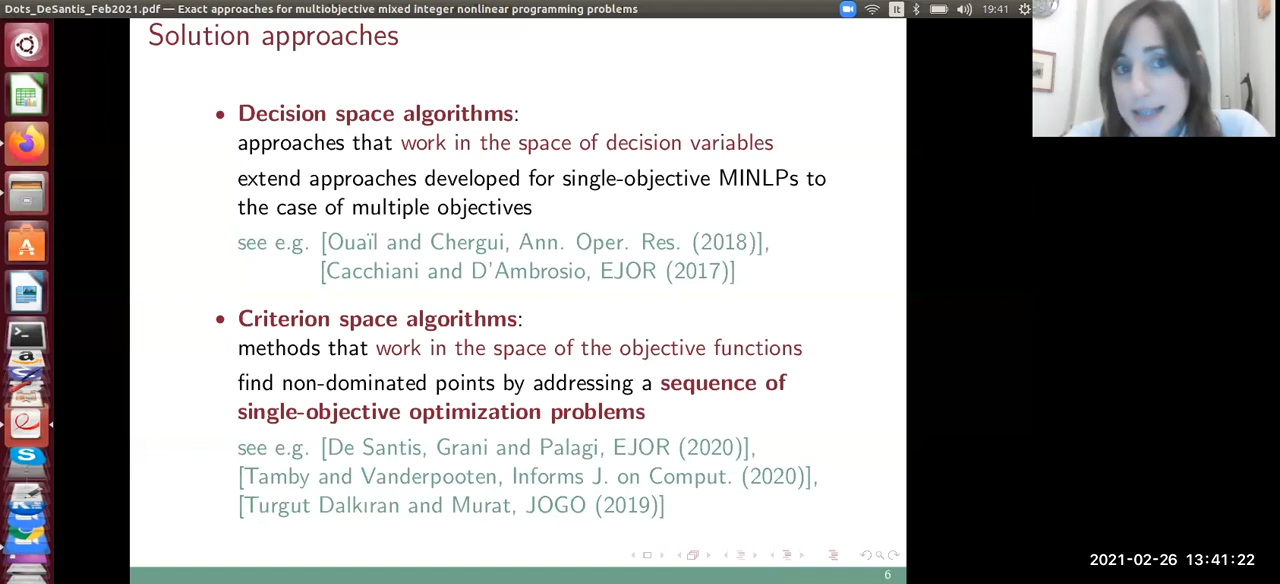 Dots_DeSantis_Feb2021.pdf — Exact approaches for multiobjective mixed integer nonlinear programming problems
It
19:41
Solution approaches
• Decision space algorithms:
approaches that work in the space of decision variables
extend approaches developed for single-objective MINLPs to
the case of multiple objectives
see e.g. [Ouaïl and Chergui, Ann. Oper. Res. (2018)],
[Cacchiani and D'Ambrosio, EJOR (2017)]
• Criterion space algorithms:
methods that work in the space of the objective functions
find non-dominated points by addressing a sequence of
single-objective optimization problems
see e.g. [De Santis, Grani and Palagi, EJOR (2020)],
[Tamby and Vanderpooten, Informs J. on Comput. (2020)],
[Turgut Dalkıran and Murat, JOGO (2019)]
6
2021-02-26 13:41:22